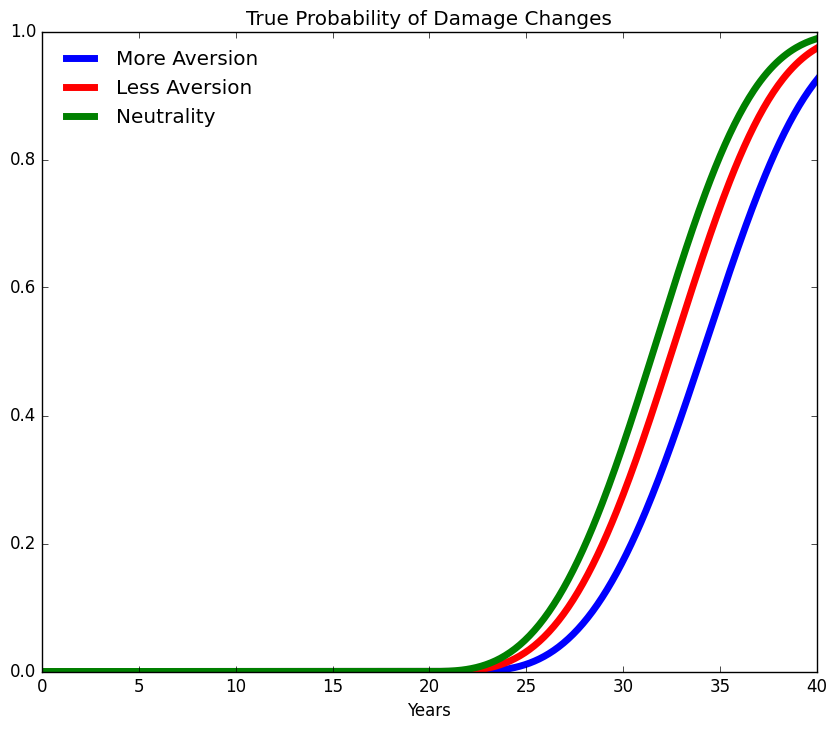 True Probability of Damage Changes
1.0
More Aversion
Less Aversion
Neutrality
0.8
0.6
0.4
0.2
0.0
0 5 10 15 20 25 30 35 40
Years